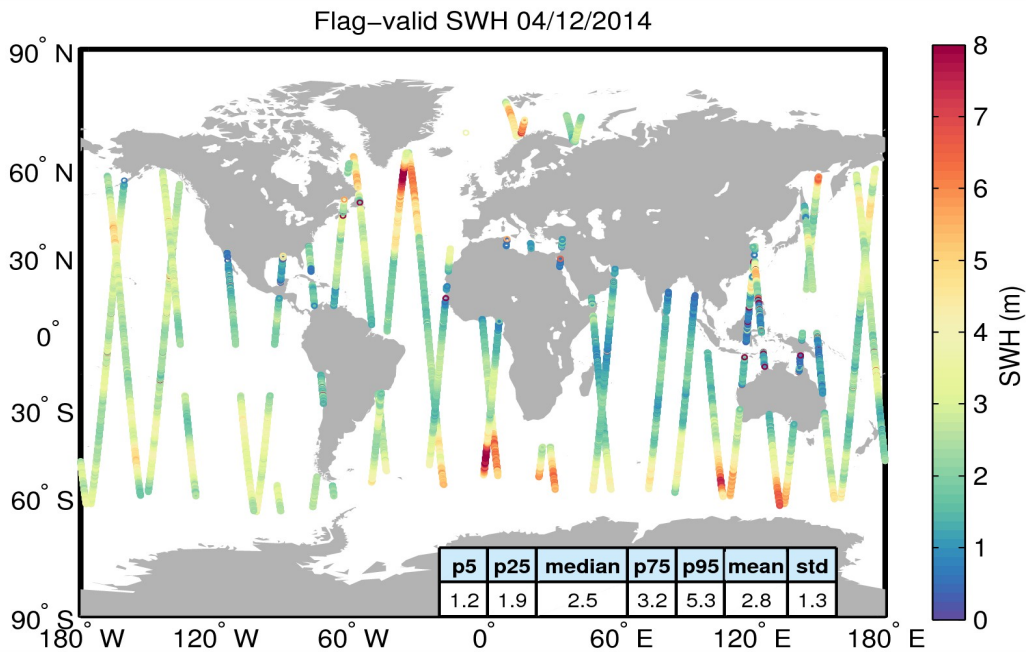 Flag−valid SWH 04/12/2014
90° N
60° N
30° N
0°
30° S
60° S
90° S
180° W
120° W
60° W
0°
60° E
120° E
180° E
p5 p25 median p75 p95 mean std
1.2 1.9 2.5 3.2 5.3 2.8 1.3
8
7
6
5
4
3
2
1
0
SWH (m)